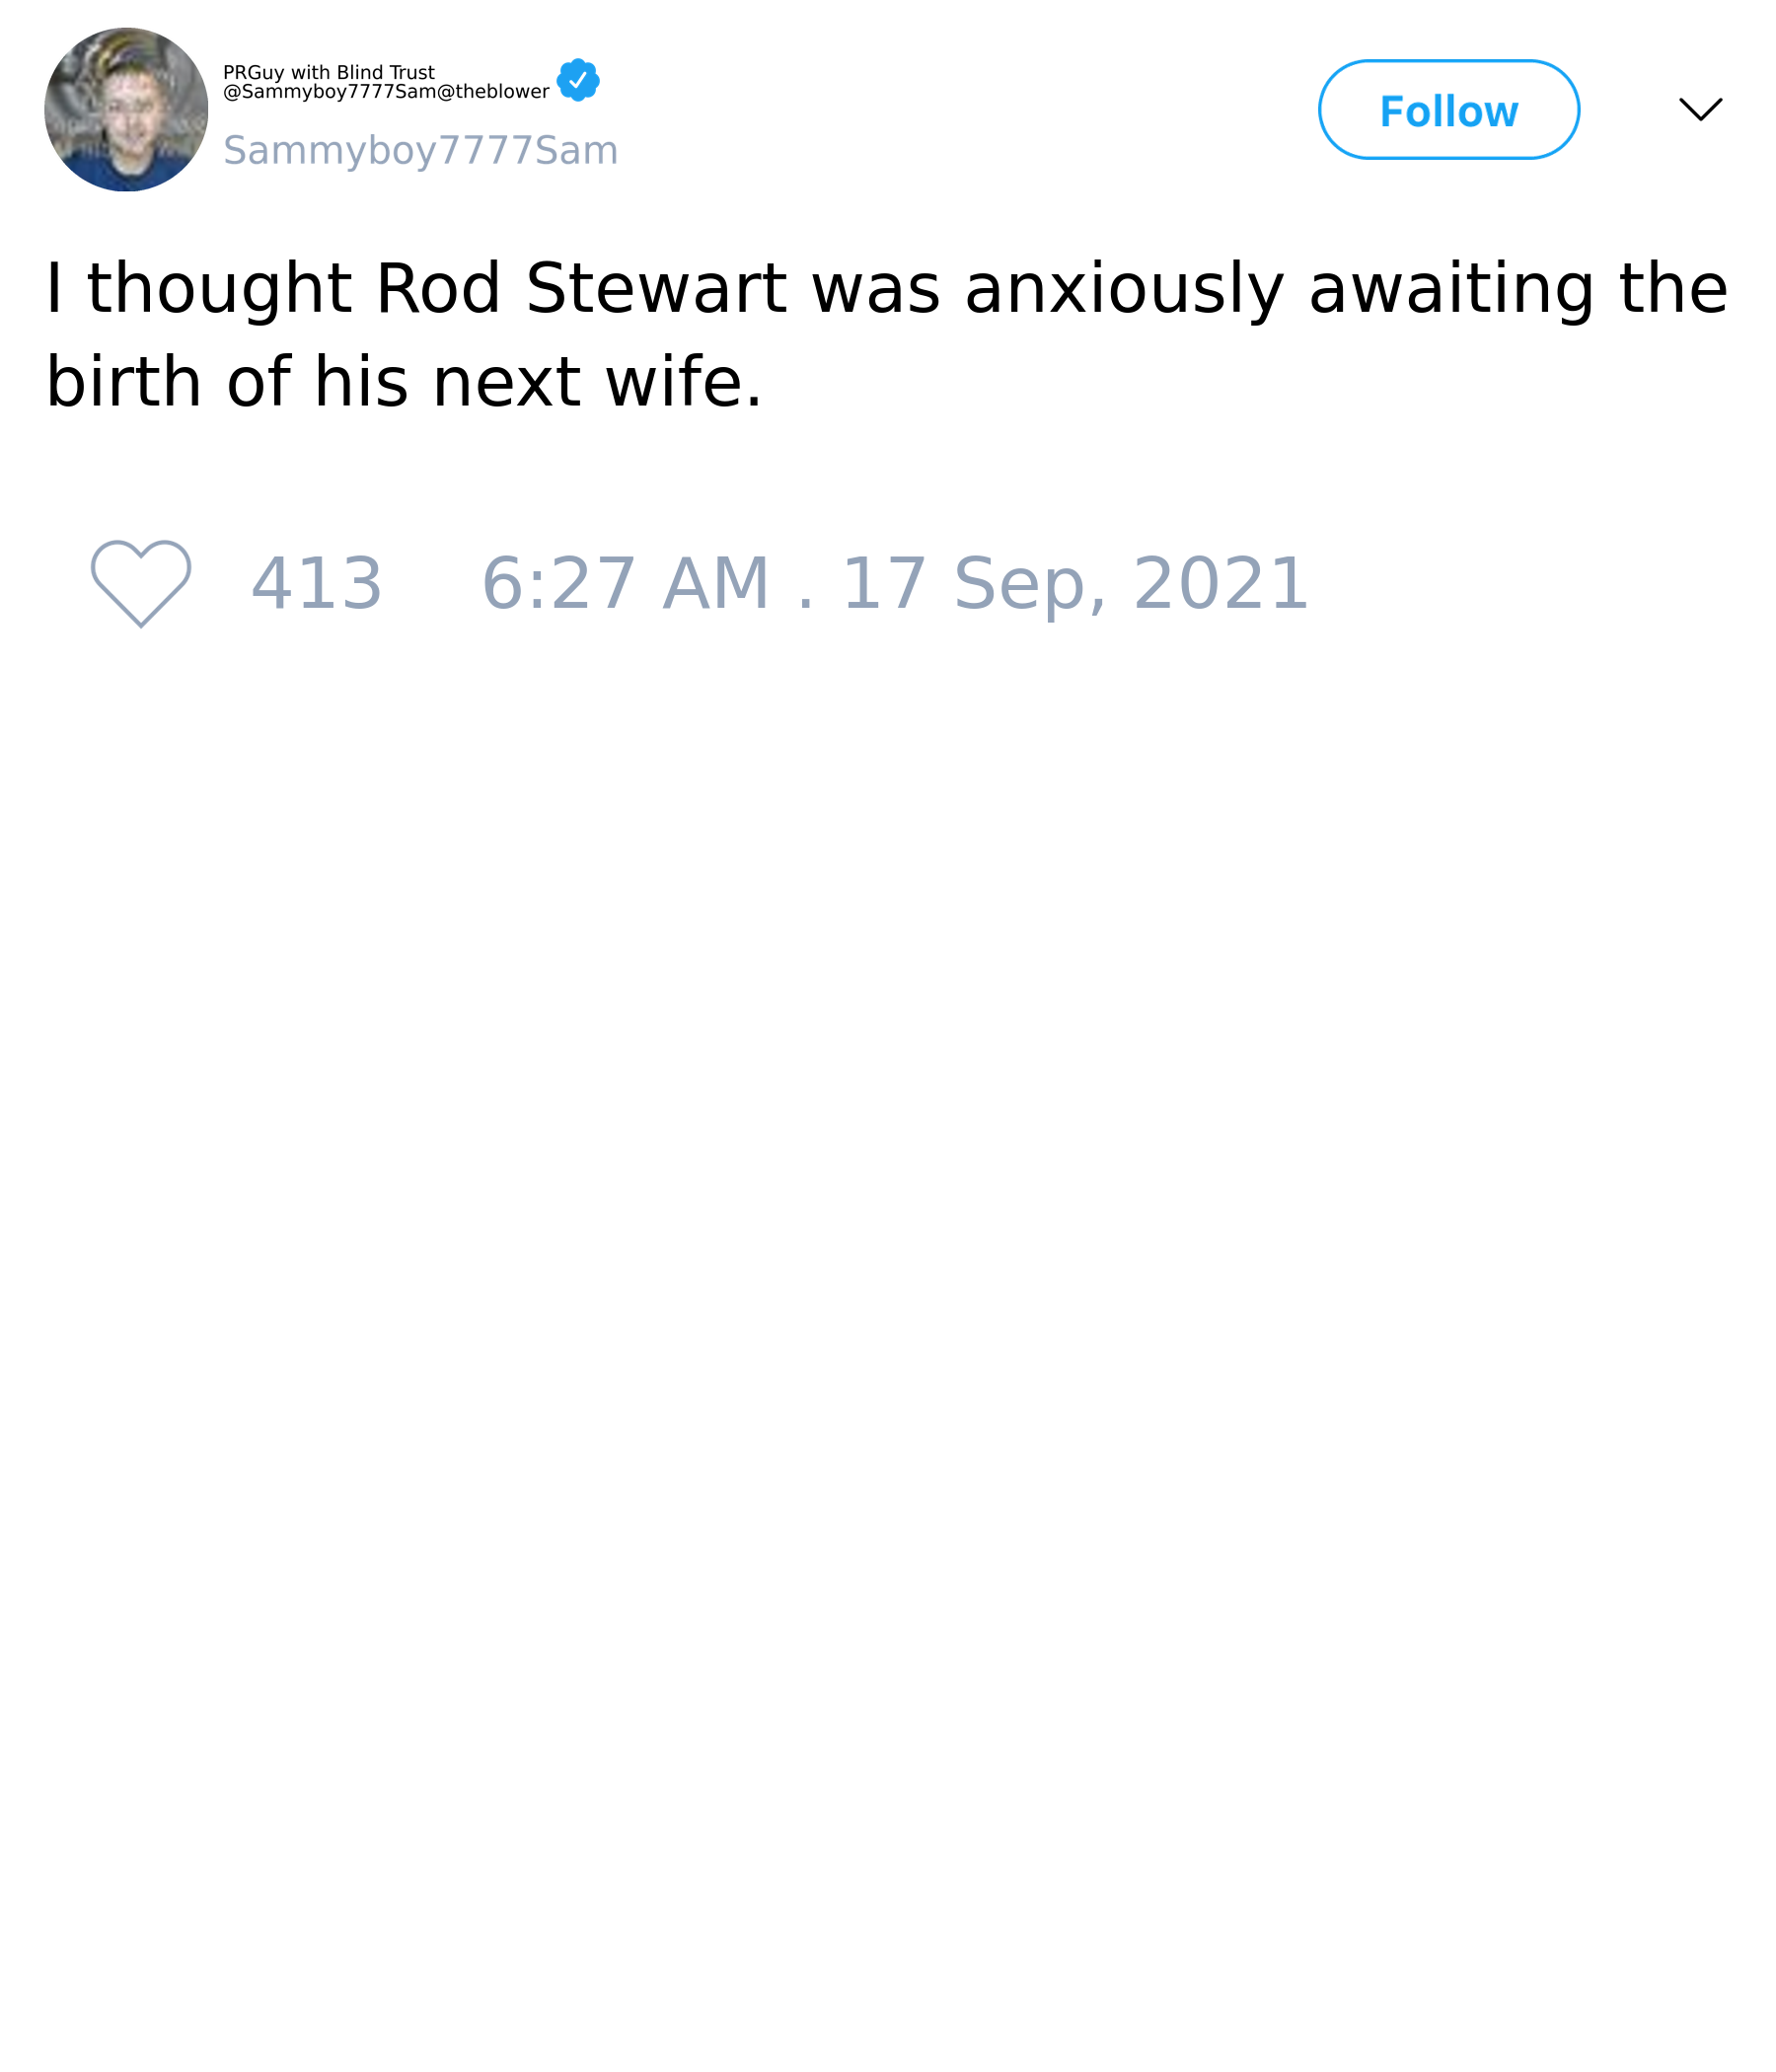 PRGuy with Blind Trust
@Sammyboy7777Sam@theblower
Sammyboy7777Sam
Follow
I thought Rod Stewart was anxiously awaiting the
birth of his next wife.
413 6:27 AM . 17 Sep, 2021